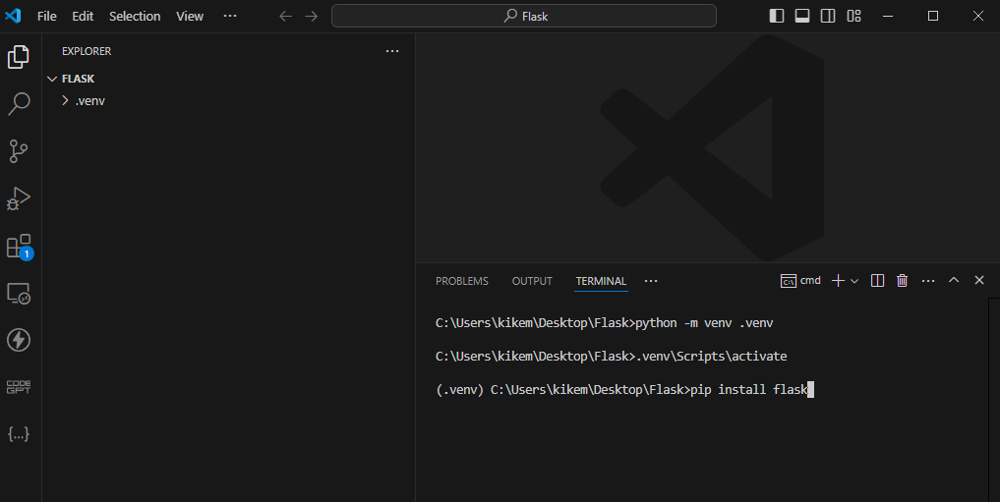 File Edit Selection View ··· Flask
EXPLORER ···
FLASK
.venv
1
CODE
GPT
{...}
PROBLEMS OUTPUT TERMINAL ··· cmd ···
C:\Users\kikem\Desktop\Flask>python -m venv .venv
C:\Users\kikem\Desktop\Flask>.venv\Scripts\activate
(.venv) C:\Users\kikem\Desktop\Flask>pip install flask